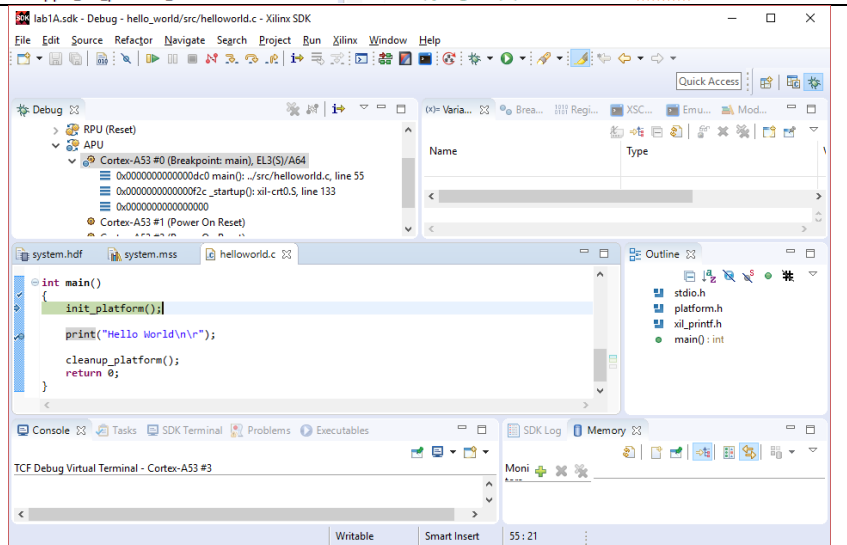 SDK lab1A.sdk - Debug - hello_world/src/helloworld.c - Xilinx SDK
File Edit Source Refactor Navigate Search Project Run Xilinx Window Help
Quick Access
Debug
RPU (Reset)
APU
Cortex-A53 #0 (Breakpoint: main), EL3(S)/A64
0x0000000000000dc0 main(): ../src/helloworld.c, line 55
0x0000000000000f2c _startup(): xil-crt0.S, line 133
0x0000000000000000
Cortex-A53 #1 (Power On Reset)
(x)= Varia... Brea... Regi... XSC... Emu... Mod...
Name Type
system.hdf system.mss helloworld.c
int main()
{
init_platform();
print("Hello World\n\r");
cleanup_platform();
return 0;
}
Outline
stdio.h
platform.h
xil_printf.h
main() : int
Console Tasks SDK Terminal Problems Executables
TCF Debug Virtual Terminal - Cortex-A53 #3
SDK Log Memory
Moni
Writable Smart Insert 55 : 21